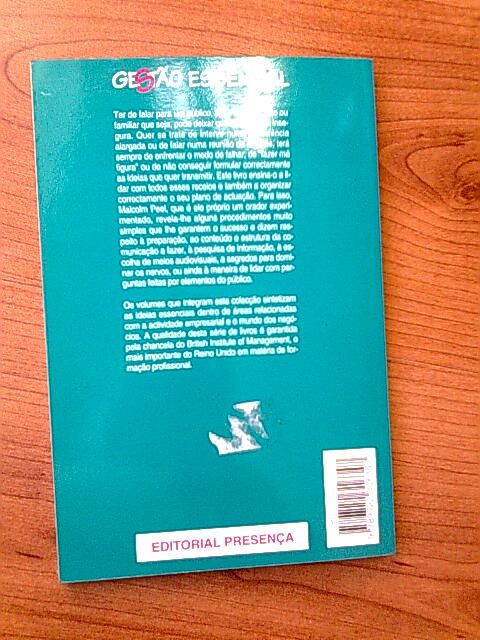 GESTÃO ESSENCIAL
Ter de falar para um público, ou
familiar que seja, pode deixar inse-
gura. Quer se trate de intervir numa conferência
alargada ou de falar numa reunião de terá
sempre de enfrentar o medo de falhar, de "fazer má
figura" ou de não conseguir formular correctamente
as ideias que quer transmitir. Este livro ensina-o a li-
dar com todos esses receios e também a organizar
correctamente o seu plano de actuação. Para isso,
Malcolm Peel, que é ele próprio um orador experi-
mentado, revela-lhe alguns procedimentos muito
simples que lhe garantem o sucesso e dizem res-
peito à preparação, ao conteúdo e estrutura da co-
municação a fazer, à pesquisa de informação, à es-
colha de meios audiovisuais, a segredos para domi-
nar os nervos, ou ainda à maneira de lidar com per-
guntas feitas por elementos do público.
Os volumes que integram esta colecção sintetizam
as ideias essenciais dentro de áreas relacionadas
com a actividade empresarial e o mundo dos negó-
cios. A qualidade desta série de livros é garantida
pela chancela do British Institute of Management, o
mais importante do Reino Unido em matéria de for-
mação profissional.
EDITORIAL PRESENÇA